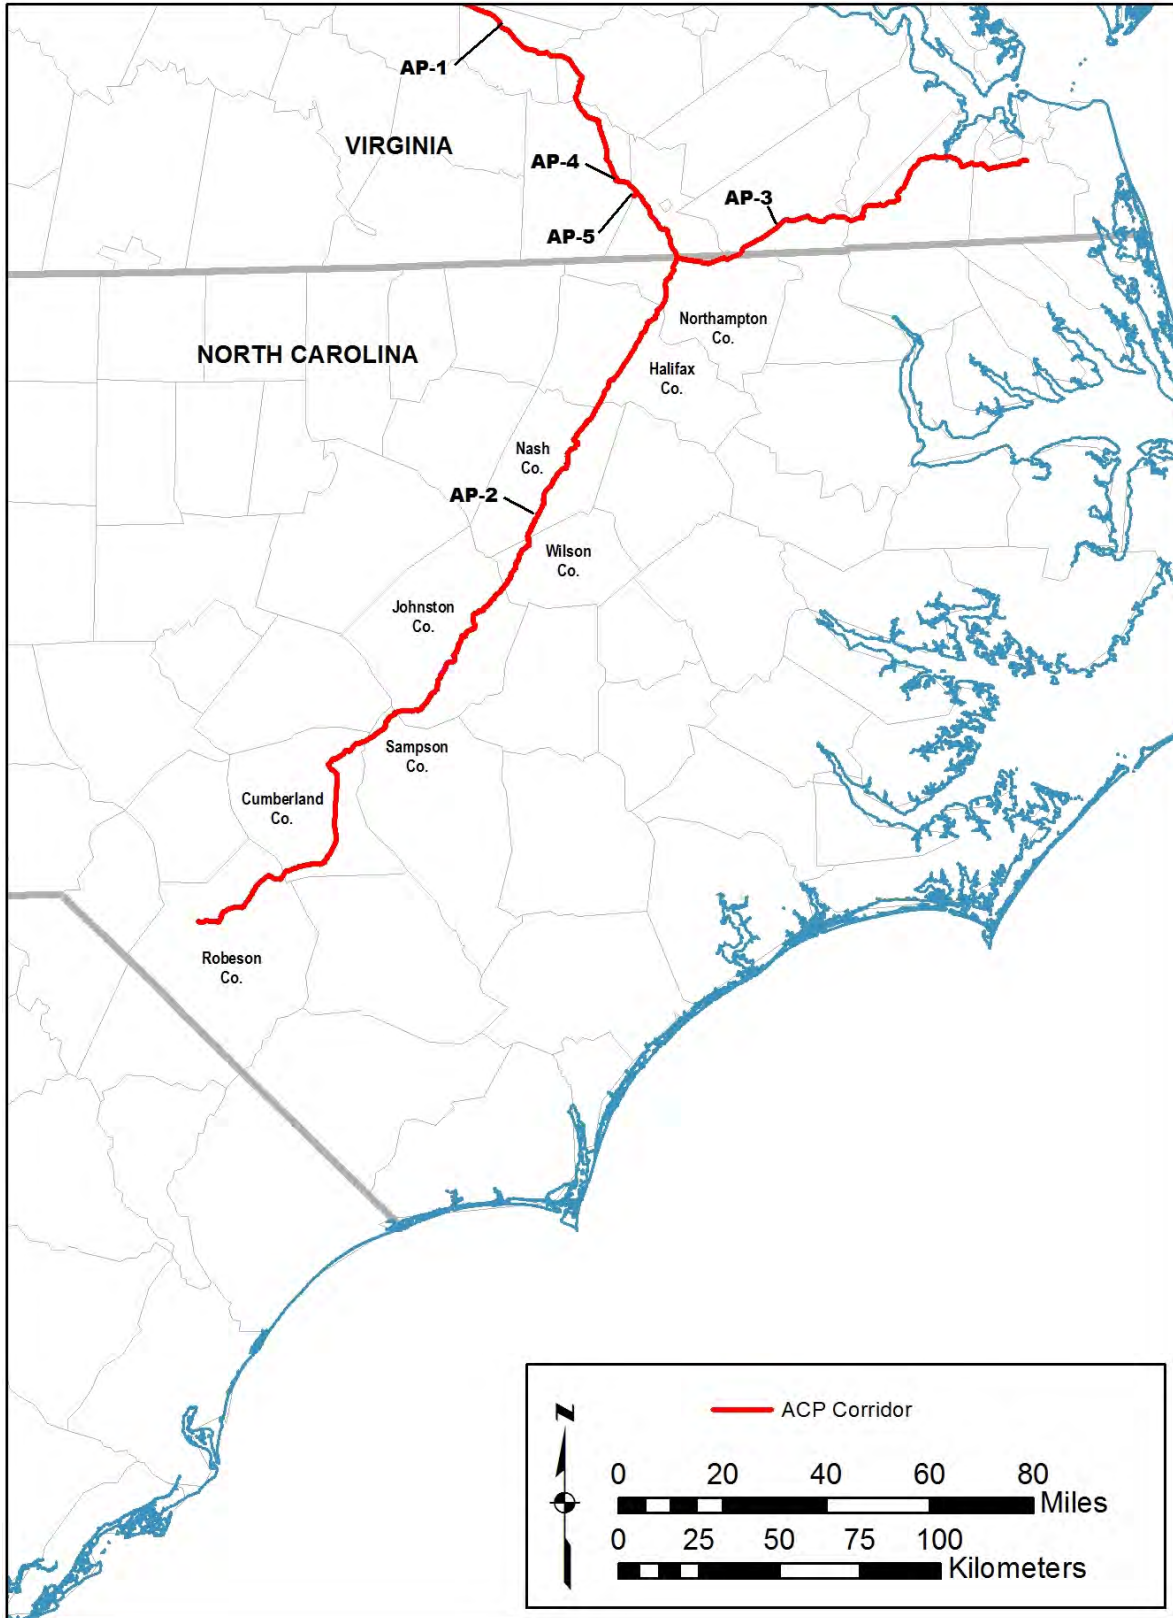 AP-1
VIRGINIA
AP-4
AP-3
AP-5
Northampton
Co.
NORTH CAROLINA
Halifax
Co.
Nash
Co.
AP-2
Wilson
Co.
Johnston
Co.
Sampson
Co.
Cumberland
Co.
Robeson
Co.
N
ACP Corridor
0 20 40 60 80
Miles
0 25 50 75 100
Kilometers